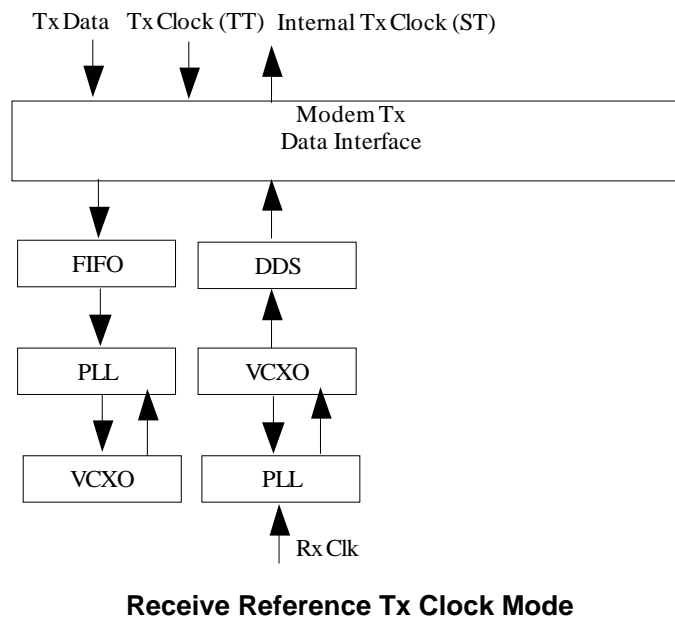 Tx Data Tx Clock (TT) Internal Tx Clock (ST)
Modem Tx
Data Interface
FIFO DDS
PLL VCXO
VCXO PLL
Rx Clk
Receive Reference Tx Clock Mode